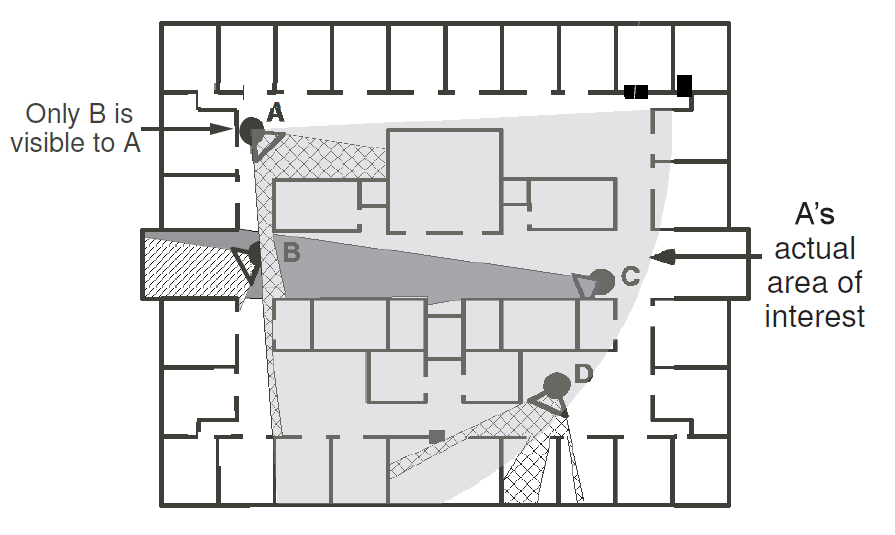 Only B is
visible to A
A
B
C
D
A's
actual
area of
interest